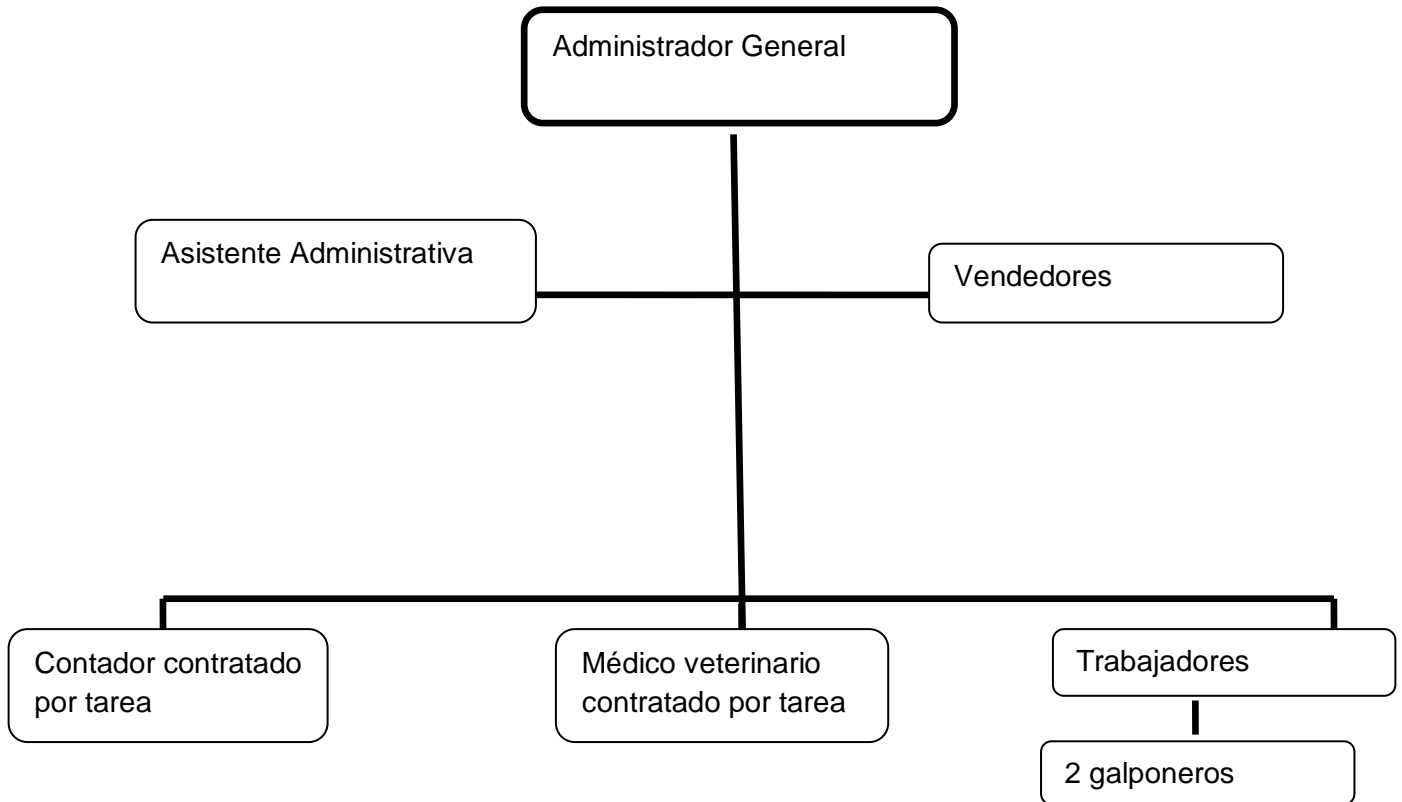 Administrador General
Asistente Administrativa
Vendedores
Contador contratado
por tarea
Médico veterinario
contratado por tarea
Trabajadores
2 galponeros